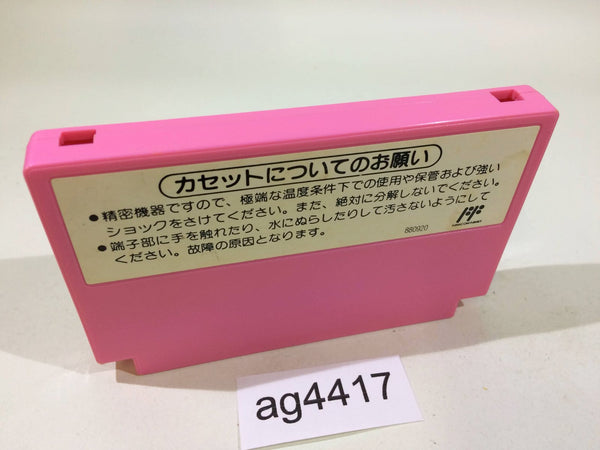 カセットについてのお願い
●精密機器ですので、極端な温度条件下での使用や保管および強い
ショックをさけてください。また、絶対に分解しないでください。
●端子部に手を触れたり、水にぬらしたりして汚さないようにして
ください。故障の原因となります。
880920
ag4417